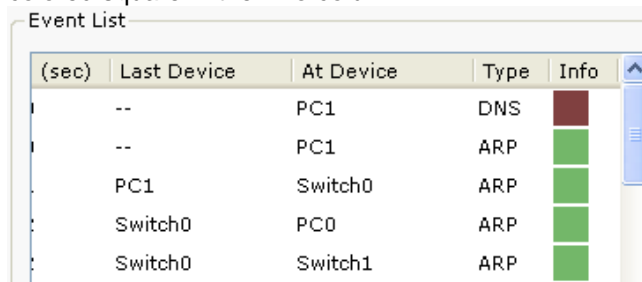 Event List
(sec) Last Device At Device Type Info
-- PC1 DNS
-- PC1 ARP
PC1 Switch0 ARP
Switch0 PC0 ARP
Switch0 Switch1 ARP